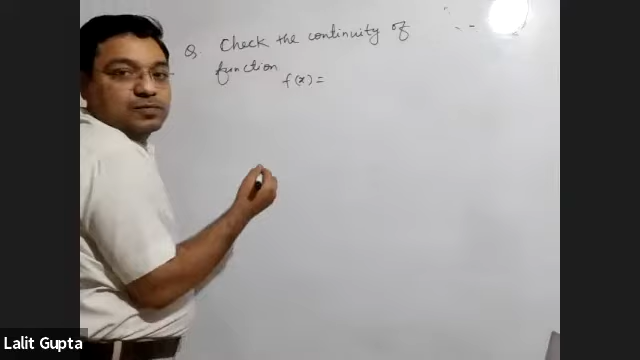 Q. Check the continuity of
function
f(x) =
Lalit Gupta